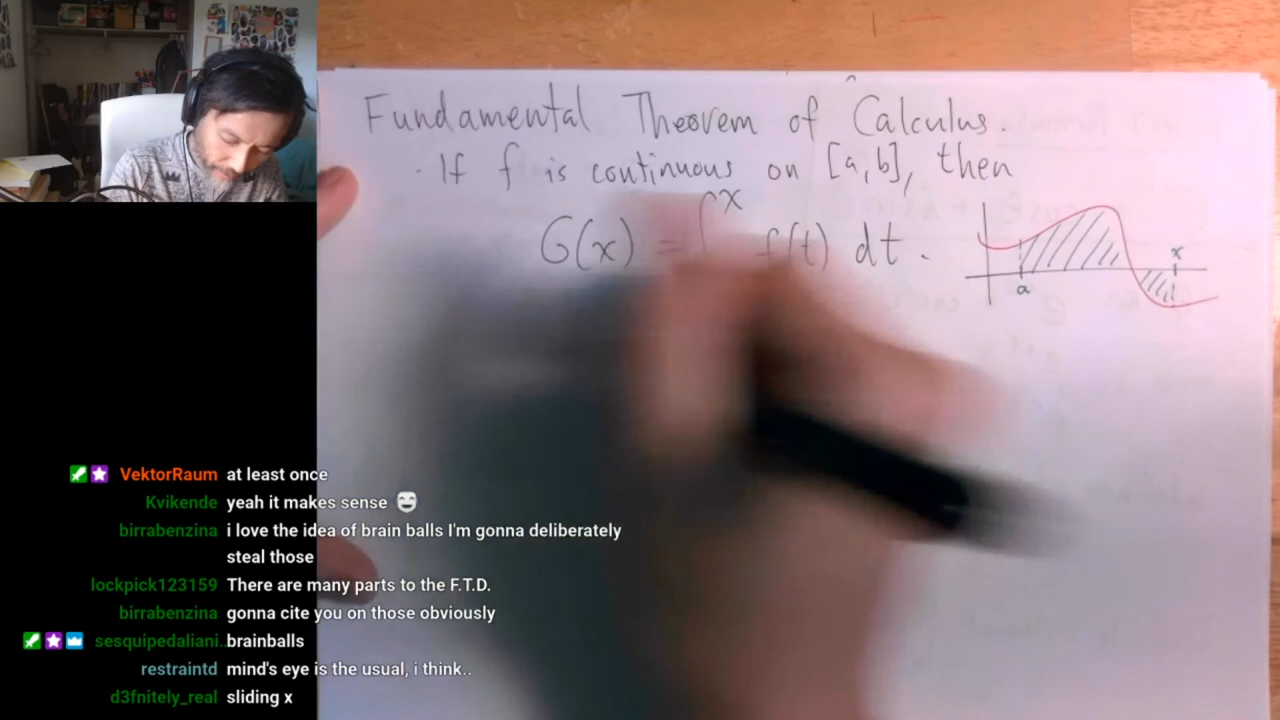 Fundamental Theorem of Calculus.
· If f is continuous on [a,b], then
G(x) = ∫ˣ f(t) dt .
x
a
VektorRaum at least once
Kvikende yeah it makes sense
birrabenzina i love the idea of brain balls I'm gonna deliberately
steal those
lockpick123159 There are many parts to the F.T.D.
birrabenzina gonna cite you on those obviously
sesquipedaliani.. brainballs
restraintd mind's eye is the usual, i think..
d3fnitely_real sliding x